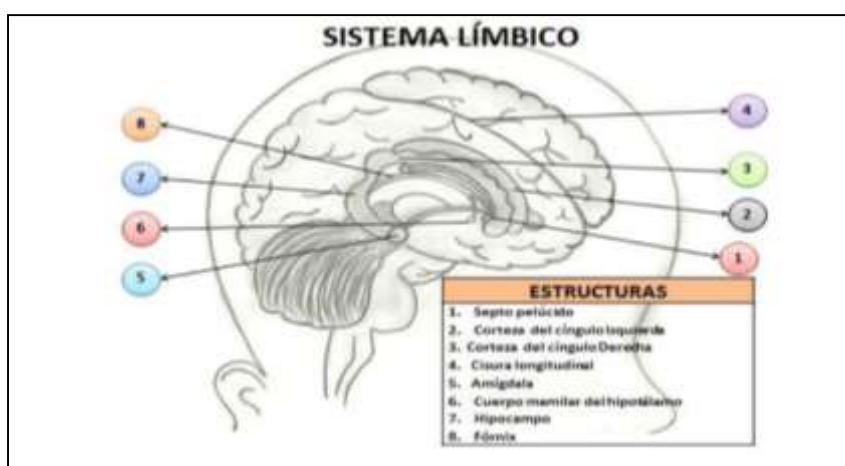 SISTEMA LÍMBICO
8
4
7
3
6
2
5
1
ESTRUCTURAS
1. Septo pelúcido
2. Corteza del cíngulo Izquierda
3. Corteza del cíngulo Derecha
4. Cisura longitudinal
5. Amígdala
6. Cuerpo mamilar del hipotálamo
7. Hipocampo
8. Fórnix